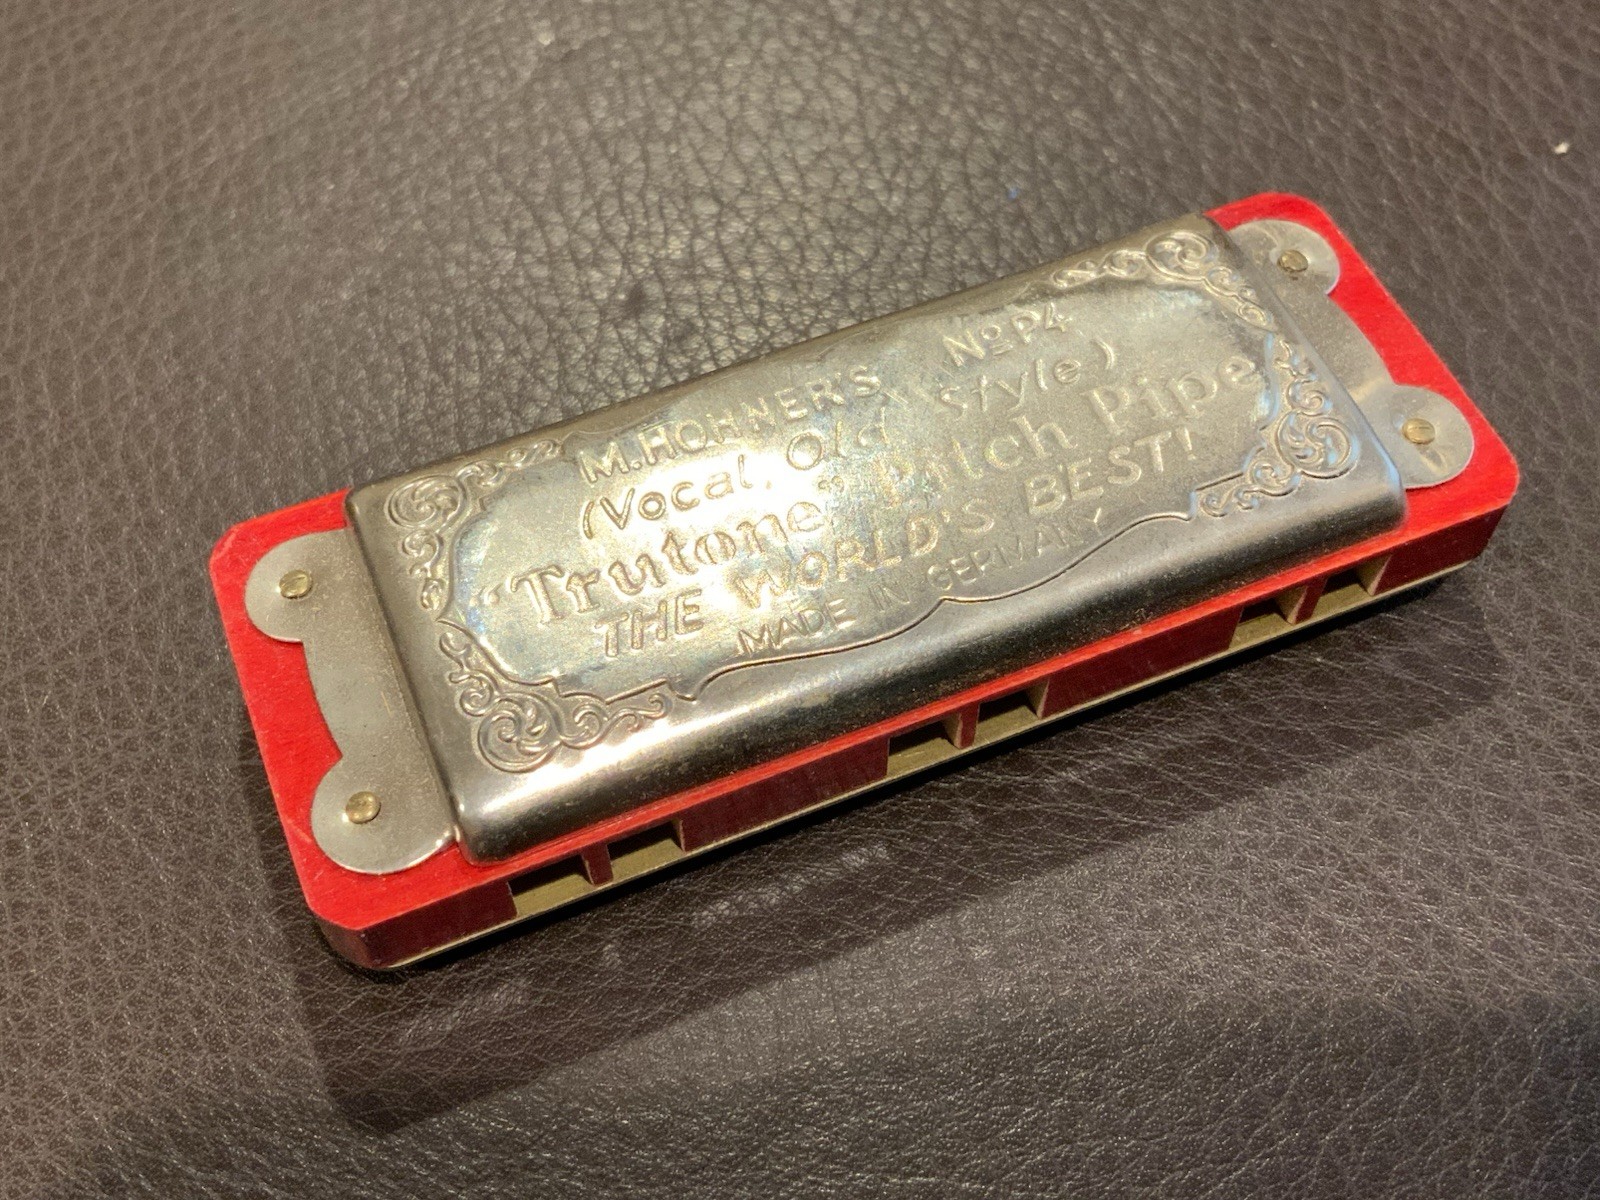 M.HOHNER'S No P4
(Vocal, Old Style)
"Trutone" Pitch Pipe
THE WORLD'S BEST!
MADE IN GERMANY